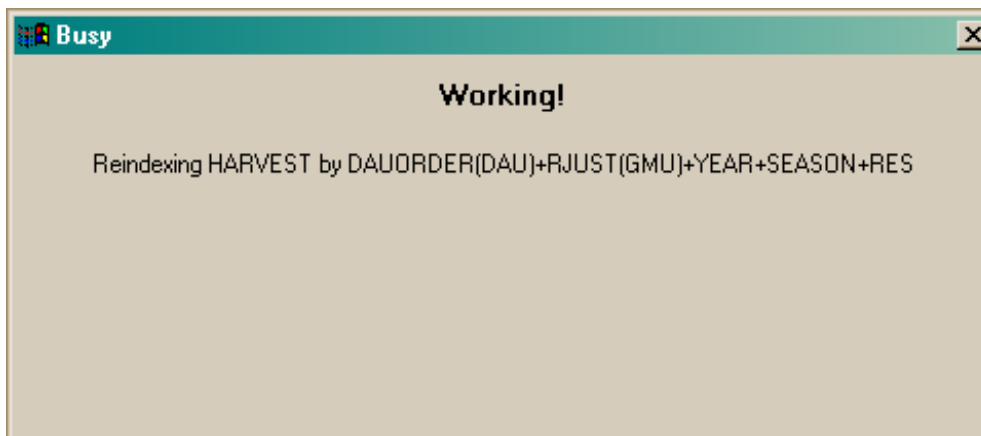 Busy
Working!
Reindexing HARVEST by DAUORDER(DAU)+RJUST(GMU)+YEAR+SEASON+RES